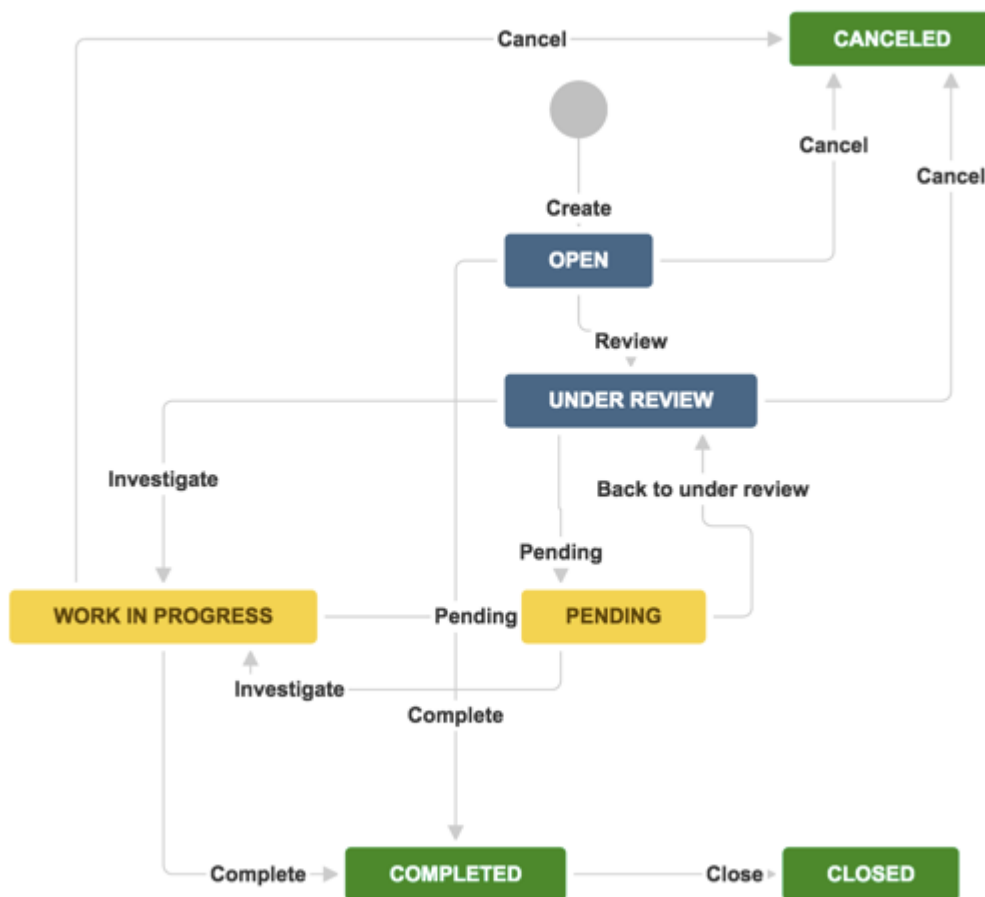 Cancel
CANCELED
Cancel
Cancel
Create
OPEN
Review
UNDER REVIEW
Investigate
Back to under review
Pending
WORK IN PROGRESS
Pending
PENDING
Investigate
Complete
Complete
COMPLETED
Close
CLOSED